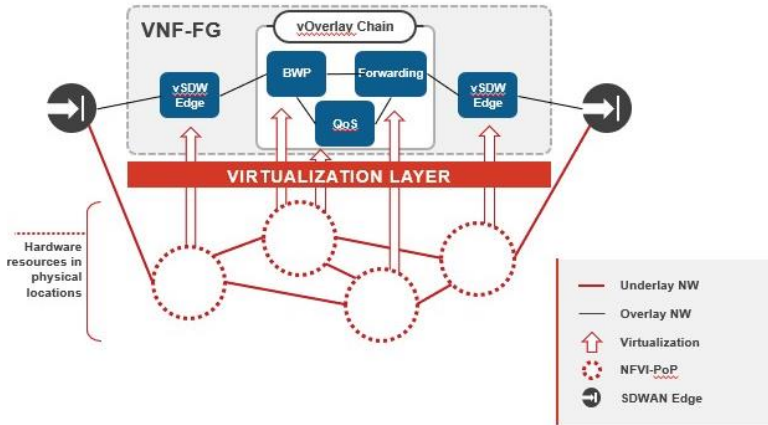 VNF-FG
vOverlay Chain
vSDW
Edge
BWP
Forwarding
QoS
vSDW
Edge
VIRTUALIZATION LAYER
Hardware
resources in
physical
locations
Underlay NW
Overlay NW
Virtualization
NFVI-PoP
SDWAN Edge